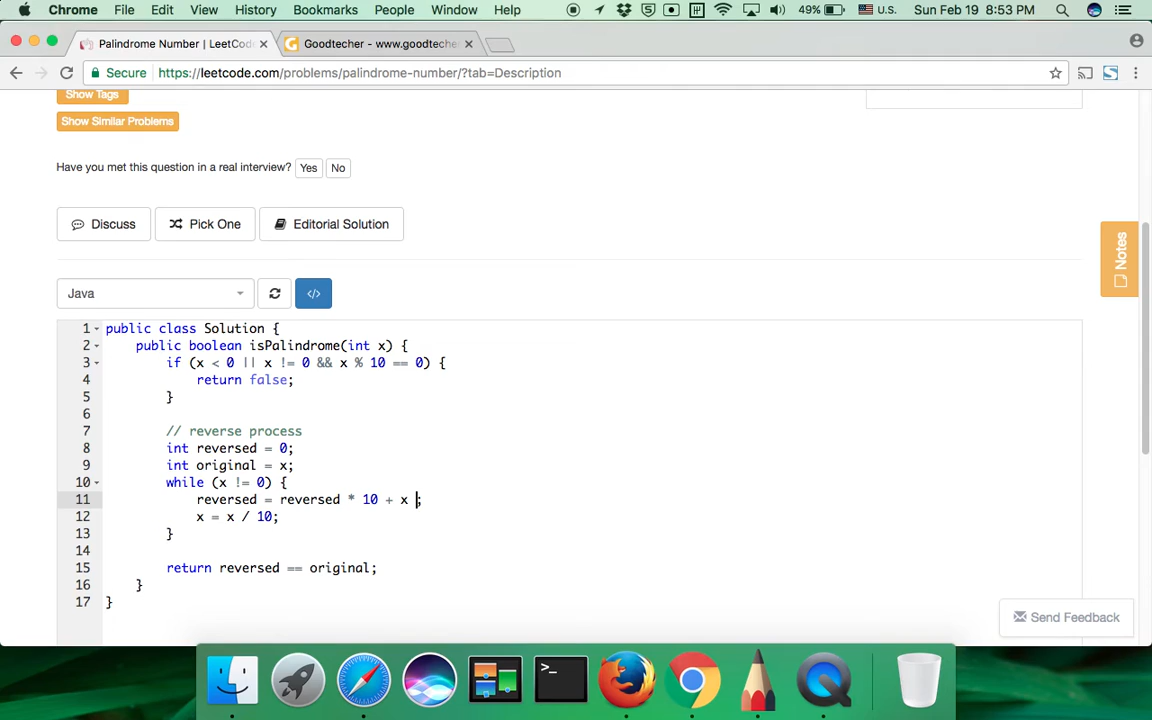 Chrome File Edit View History Bookmarks People Window Help 49% U.S. Sun Feb 19 8:53 PM
Palindrome Number | LeetCod Goodtecher - www.goodteche
Secure https://leetcode.com/problems/palindrome-number/?tab=Description
Show Tags
Show Similar Problems
Have you met this question in a real interview? Yes No
Discuss Pick One Editorial Solution
Notes
Java </>
1 public class Solution {
2 public boolean isPalindrome(int x) {
3 if (x < 0 || x != 0 && x % 10 == 0) {
4 return false;
5 }
6
7 // reverse process
8 int reversed = 0;
9 int original = x;
10 while (x != 0) {
11 reversed = reversed * 10 + x ;
12 x = x / 10;
13 }
14
15 return reversed == original;
16 }
17 }
Send Feedback